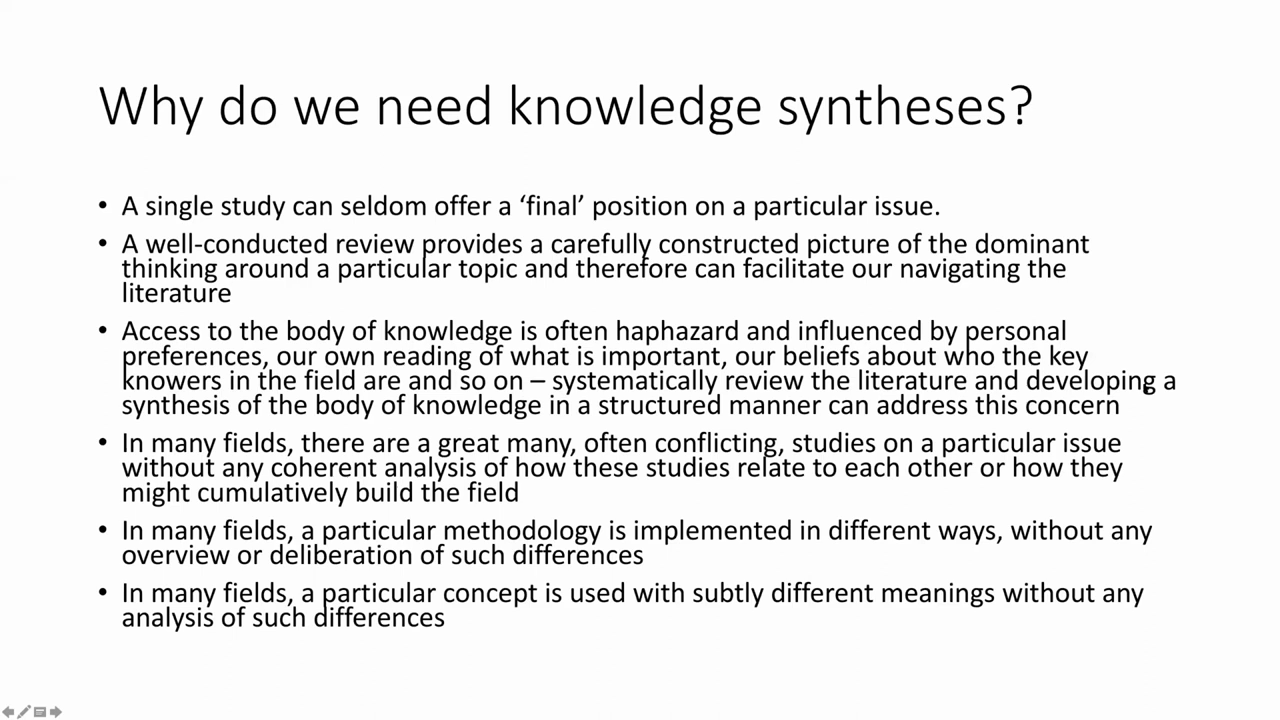 Why do we need knowledge syntheses?
• A single study can seldom offer a ‘final’ position on a particular issue.
• A well-conducted review provides a carefully constructed picture of the dominant
thinking around a particular topic and therefore can facilitate our navigating the
literature
• Access to the body of knowledge is often haphazard and influenced by personal
preferences, our own reading of what is important, our beliefs about who the key
knowers in the field are and so on – systematically review the literature and developing a
synthesis of the body of knowledge in a structured manner can address this concern
• In many fields, there are a great many, often conflicting, studies on a particular issue
without any coherent analysis of how these studies relate to each other or how they
might cumulatively build the field
• In many fields, a particular methodology is implemented in different ways, without any
overview or deliberation of such differences
• In many fields, a particular concept is used with subtly different meanings without any
analysis of such differences